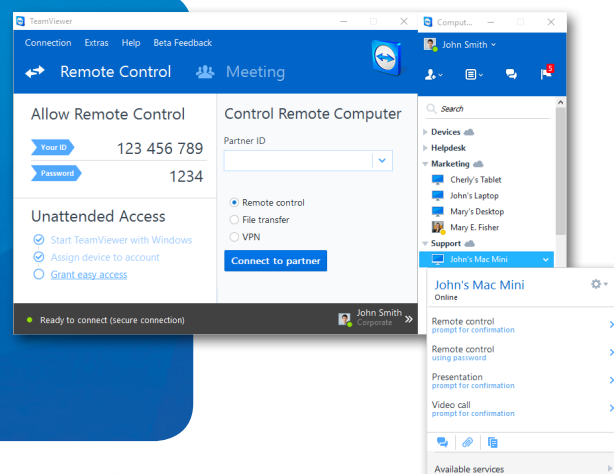 TeamViewer
Connection Extras Help Beta Feedback
Remote Control Meeting
Allow Remote Control
Your ID 123 456 789
Password 1234
Unattended Access
Start TeamViewer with Windows
Assign device to account
Grant easy access
Control Remote Computer
Partner ID
Remote control
File transfer
VPN
Connect to partner
Ready to connect (secure connection)
John Smith
Corporate
Comput...
John Smith
5
Search
Devices
Helpdesk
Marketing
Cherly's Tablet
John's Laptop
Mary's Desktop
Mary E. Fisher
Support
John's Mac Mini
John's Mac Mini
Online
Remote control
prompt for confirmation
Remote control
using password
Presentation
prompt for confirmation
Video call
prompt for confirmation
Available services